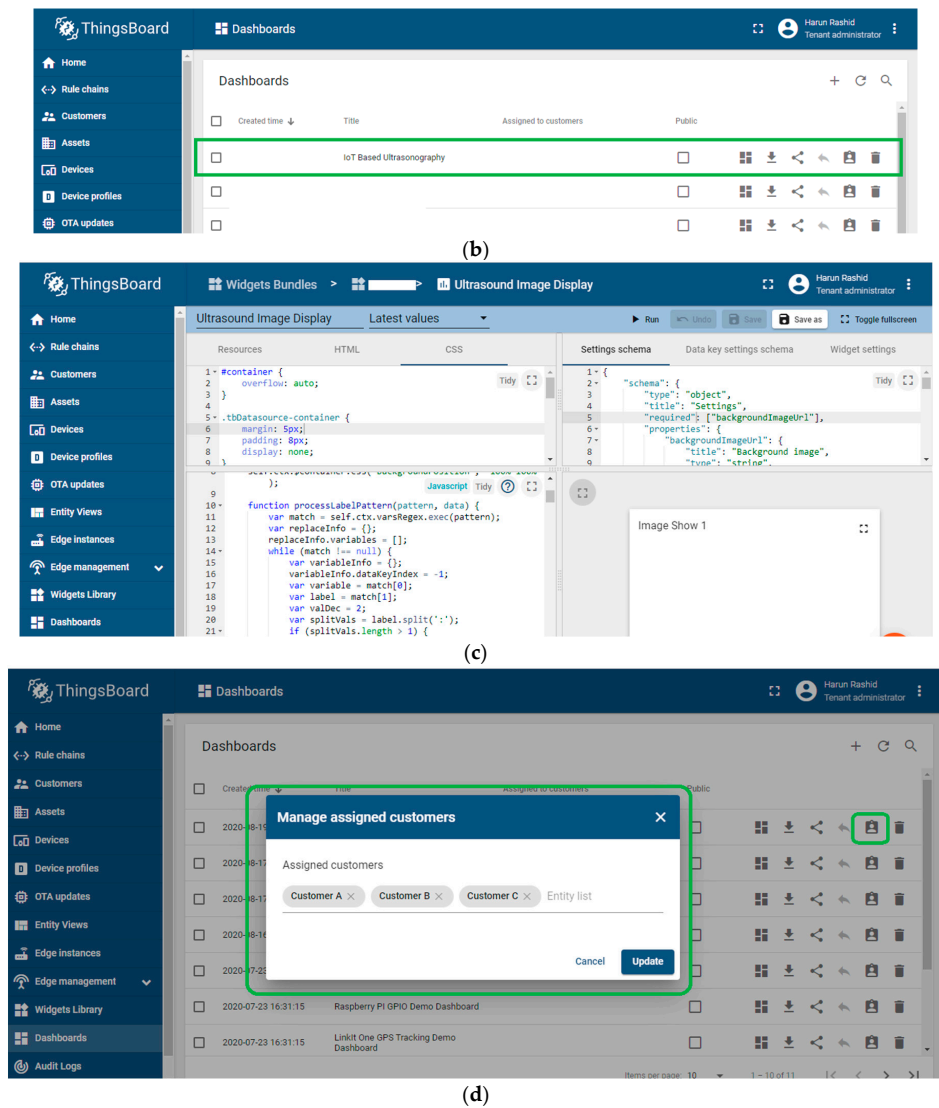 ThingsBoard
Dashboards
Harun Rashid
Tenant administrator
Home
Rule chains
Customers
Assets
Devices
Device profiles
OTA updates
Dashboards
Created time Title Assigned to customers Public
IoT Based Ultrasonography
(b)
ThingsBoard
Widgets Bundles > > Ultrasound Image Display
Harun Rashid
Tenant administrator
Home
Rule chains
Customers
Assets
Devices
Device profiles
OTA updates
Entity Views
Edge instances
Edge management
Widgets Library
Dashboards
Ultrasound Image Display Latest values
Run Undo Save Save as Toggle fullscreen
Resources HTML CSS
Tidy
1 #container {
2 overflow: auto;
3 }
4
5 .tbDatasource-container {
6 margin: 5px;
7 padding: 8px;
8 display: none;
9 }
Settings schema Data key settings schema Widget settings
Tidy
1 {
2 "schema": {
3 "type": "object",
4 "title": "Settings",
5 "required": ["backgroundImageUrl"],
6 "properties": {
7 "backgroundImageUrl": {
8 "title": "Background image",
9 "type": "string",
);
Javascript Tidy
9
10 function processLabelPattern(pattern, data) {
11 var match = self.ctx.varsRegex.exec(pattern);
12 var replaceInfo = {};
13 replaceInfo.variables = [];
14 while (match !== null) {
15 var variableInfo = {};
16 variableInfo.dataKeyIndex = -1;
17 var variable = match[0];
18 var label = match[1];
19 var valDec = 2;
20 var splitVals = label.split(':');
21 if (splitVals.length > 1) {
Image Show 1
(c)
ThingsBoard
Dashboards
Harun Rashid
Tenant administrator
Home
Rule chains
Customers
Assets
Devices
Device profiles
OTA updates
Entity Views
Edge instances
Edge management
Widgets Library
Dashboards
Audit Logs
Dashboards
Created time Title Assigned to customers Public
Manage assigned customers
Assigned customers
Customer A Customer B Customer C Entity list
Cancel Update
2020-07-23 16:31:15 Raspberry PI GPIO Demo Dashboard
2020-07-23 16:31:15 LinkIt One GPS Tracking Demo
Dashboard
Items per page: 10 1 – 10 of 11
(d)